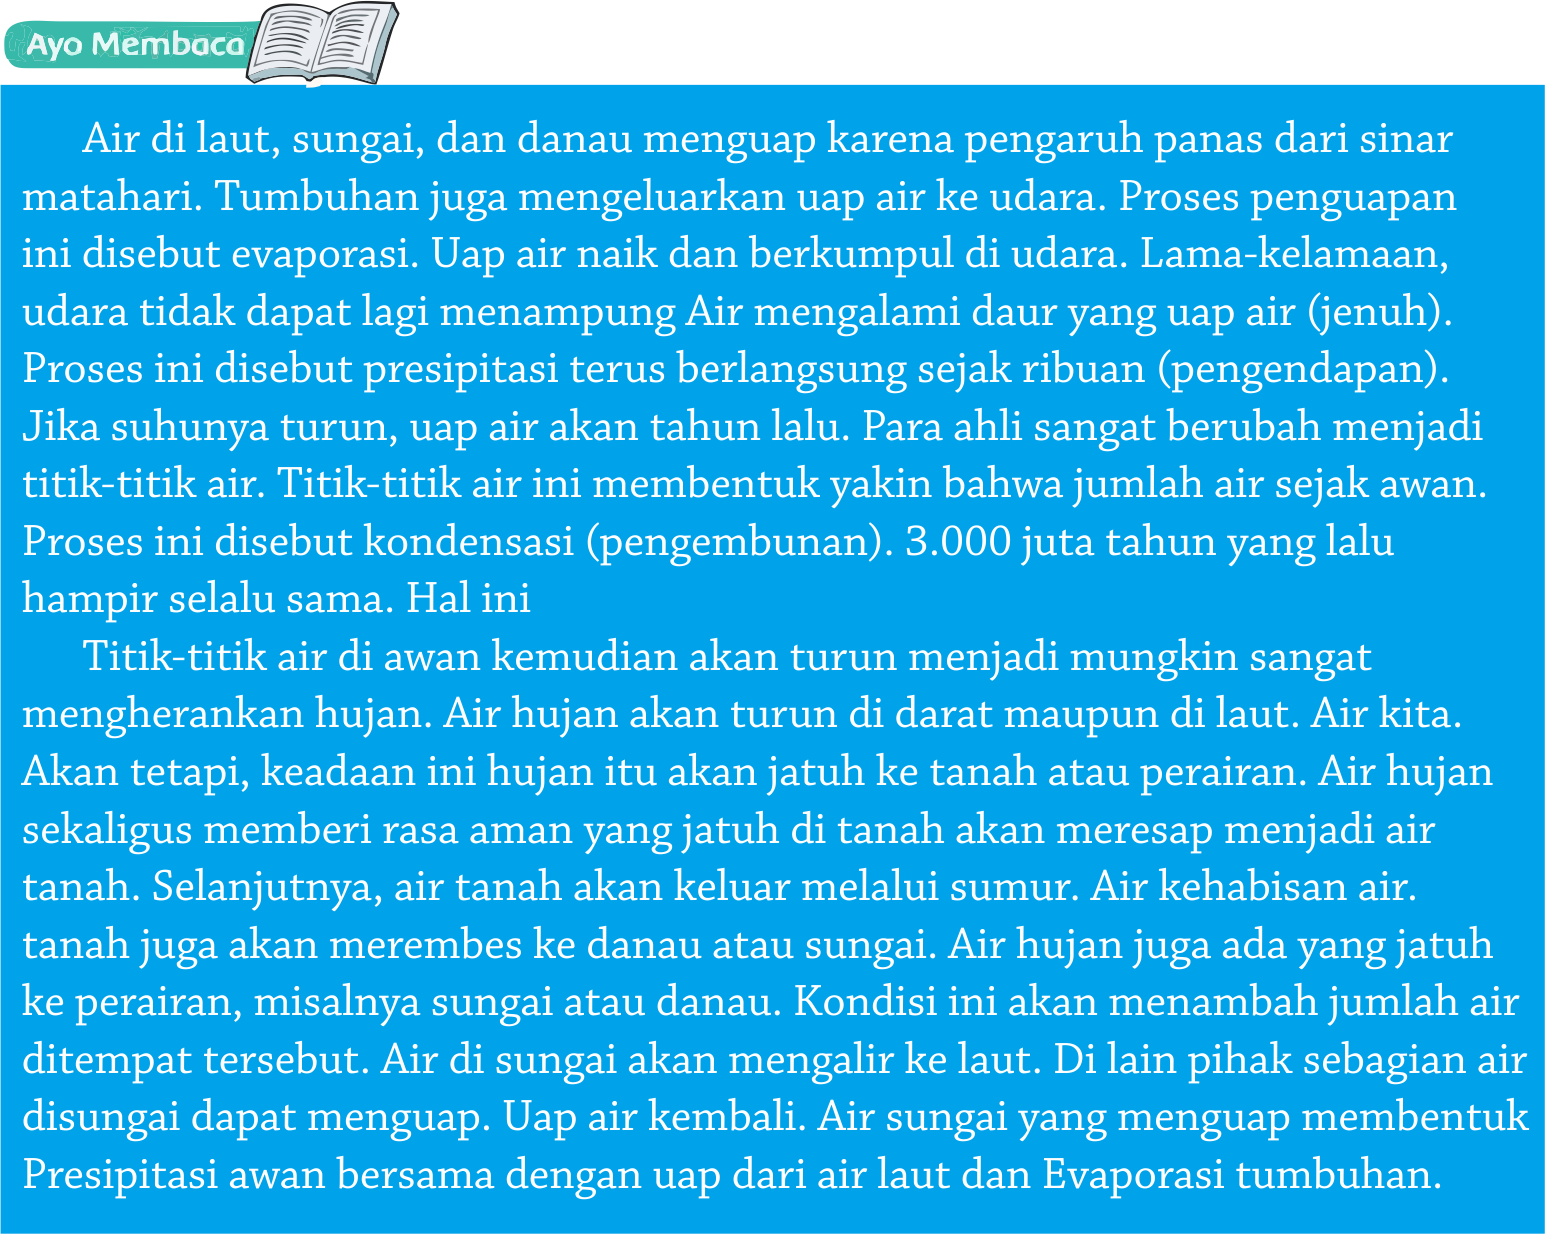 Ayo Membaca
Air di laut, sungai, dan danau menguap karena pengaruh panas dari sinar
matahari. Tumbuhan juga mengeluarkan uap air ke udara. Proses penguapan
ini disebut evaporasi. Uap air naik dan berkumpul di udara. Lama-kelamaan,
udara tidak dapat lagi menampung Air mengalami daur yang uap air (jenuh).
Proses ini disebut presipitasi terus berlangsung sejak ribuan (pengendapan).
Jika suhunya turun, uap air akan tahun lalu. Para ahli sangat berubah menjadi
titik-titik air. Titik-titik air ini membentuk yakin bahwa jumlah air sejak awan.
Proses ini disebut kondensasi (pengembunan). 3.000 juta tahun yang lalu
hampir selalu sama. Hal ini
Titik-titik air di awan kemudian akan turun menjadi mungkin sangat
mengherankan hujan. Air hujan akan turun di darat maupun di laut. Air kita.
Akan tetapi, keadaan ini hujan itu akan jatuh ke tanah atau perairan. Air hujan
sekaligus memberi rasa aman yang jatuh di tanah akan meresap menjadi air
tanah. Selanjutnya, air tanah akan keluar melalui sumur. Air kehabisan air.
tanah juga akan merembes ke danau atau sungai. Air hujan juga ada yang jatuh
ke perairan, misalnya sungai atau danau. Kondisi ini akan menambah jumlah air
ditempat tersebut. Air di sungai akan mengalir ke laut. Di lain pihak sebagian air
disungai dapat menguap. Uap air kembali. Air sungai yang menguap membentuk
Presipitasi awan bersama dengan uap dari air laut dan Evaporasi tumbuhan.